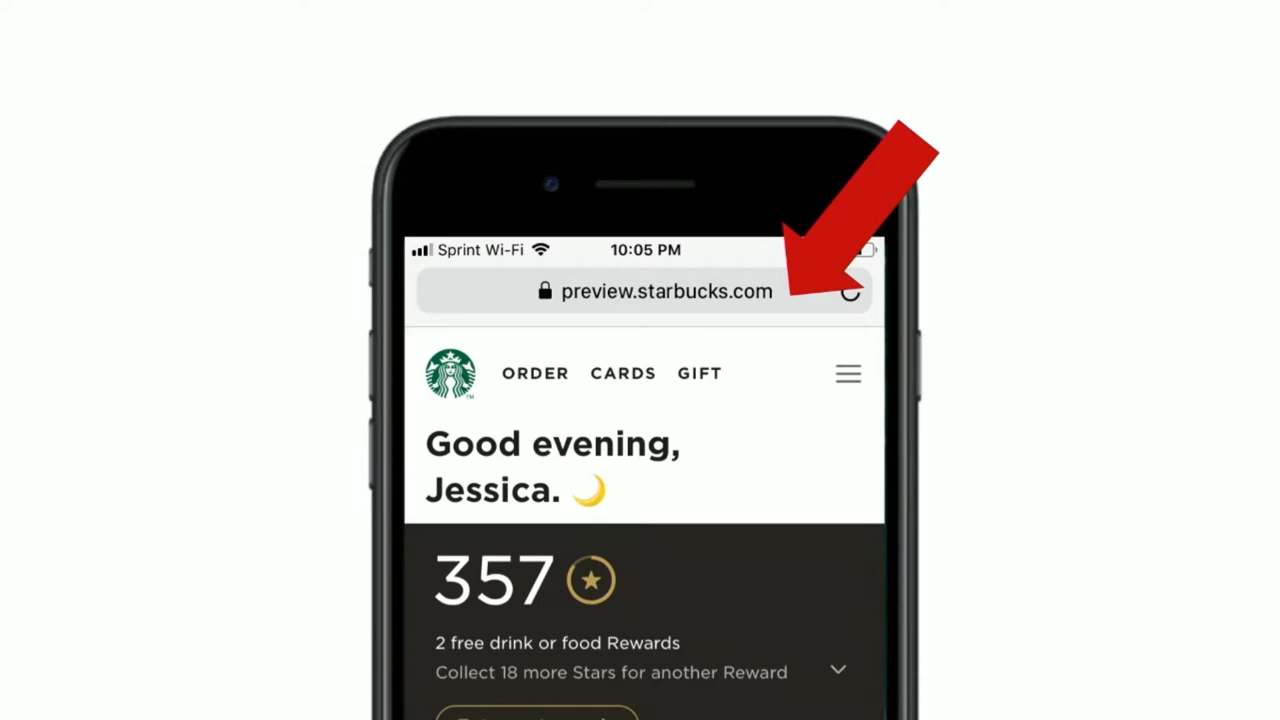 Sprint Wi-Fi 10:05 PM
preview.starbucks.com
ORDER CARDS GIFT
TM
Good evening,
Jessica. 🌙
357
2 free drink or food Rewards
Collect 18 more Stars for another Reward